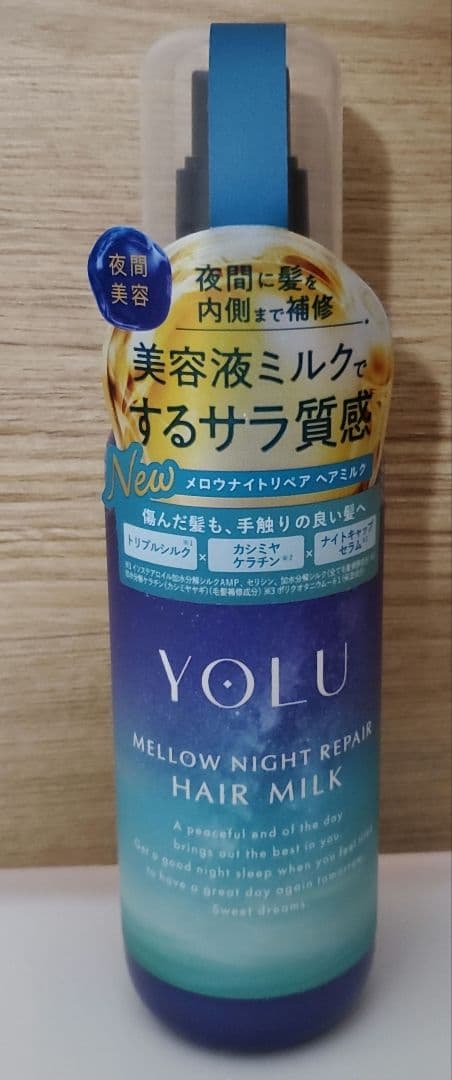 夜間
美容
夜間に髪を
内側まで補修
美容液ミルクで
するサラ質感
New メロウナイトリペア ヘアミルク
傷んだ髪も、手触りの良い髪へ
トリプルシルク※1 × カシミヤケラチン※2 × ナイトキャップセラム※3
YOLU
MELLOW NIGHT REPAIR
HAIR MILK
A peaceful end of the day
brings out the best in you.
Get a good night sleep when you feel tired
to have a great day again tomorrow.
Sweet dreams.